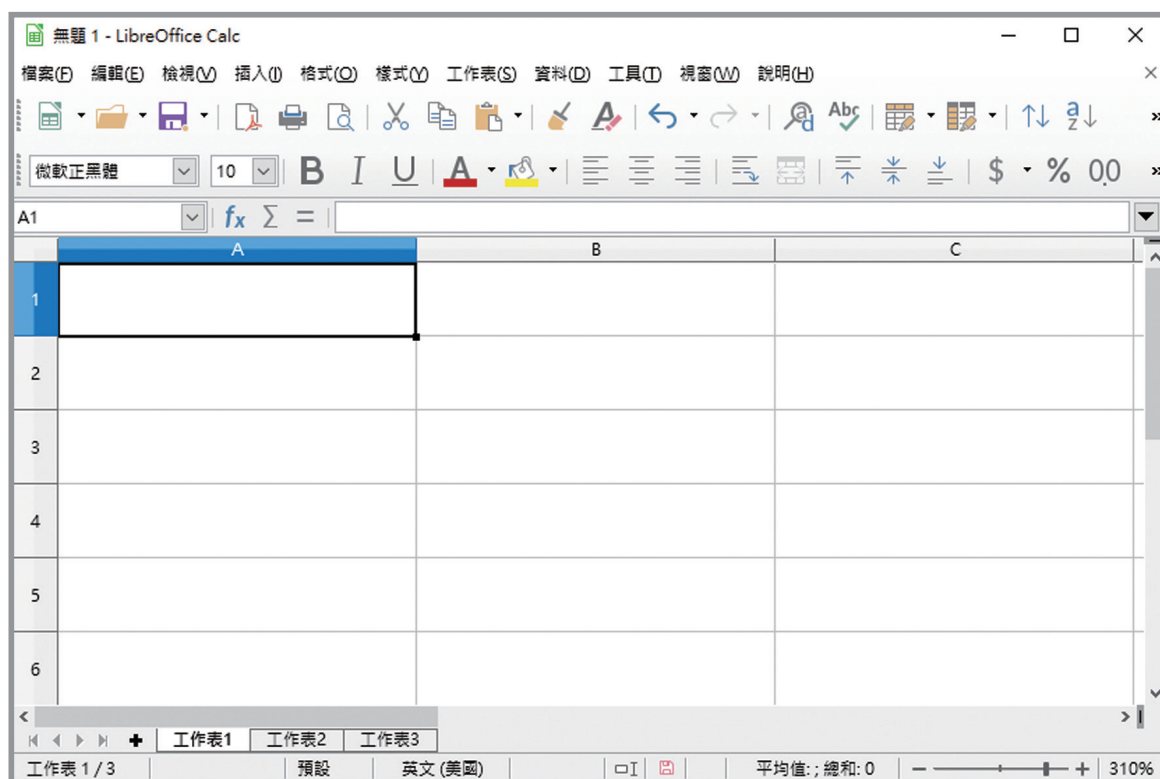 無題 1 - LibreOffice Calc
檔案(F) 編輯(E) 檢視(V) 插入(I) 格式(O) 樣式(Y) 工作表(S) 資料(D) 工具(T) 視窗(W) 說明(H)
Abc a z
微軟正黑體 10 B I U A $ % 0,0
A1 fx Σ =
A B C
1
2
3
4
5
6
工作表1 工作表2 工作表3
工作表 1 / 3 預設 英文 (美國) 平均值: ; 總和: 0 310%